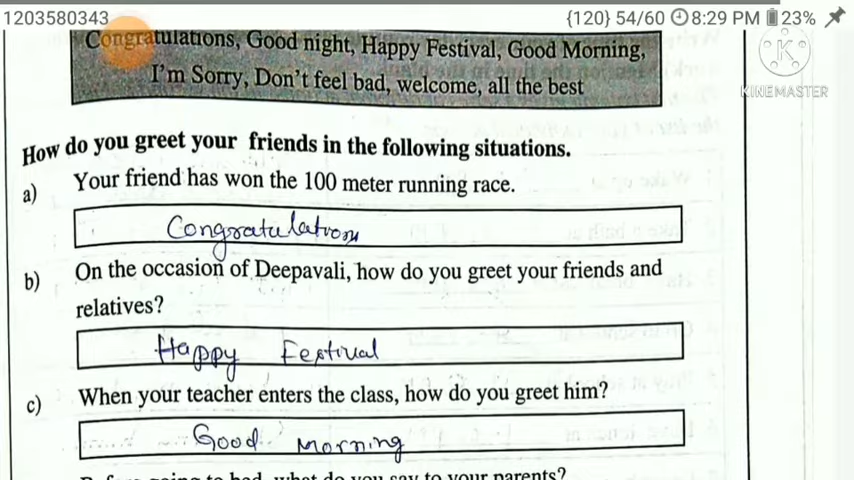 1203580343 {120} 54/60 8:29 PM 23%
Congratulations, Good night, Happy Festival, Good Morning,
I'm Sorry, Don't feel bad, welcome, all the best
K
KINEMASTER
How do you greet your friends in the following situations.
a) Your friend has won the 100 meter running race.
Congratulations
b) On the occasion of Deepavali, how do you greet your friends and
relatives?
Happy Festival
c) When your teacher enters the class, how do you greet him?
Good Morning
Before going to bed, what do you say to your parents?